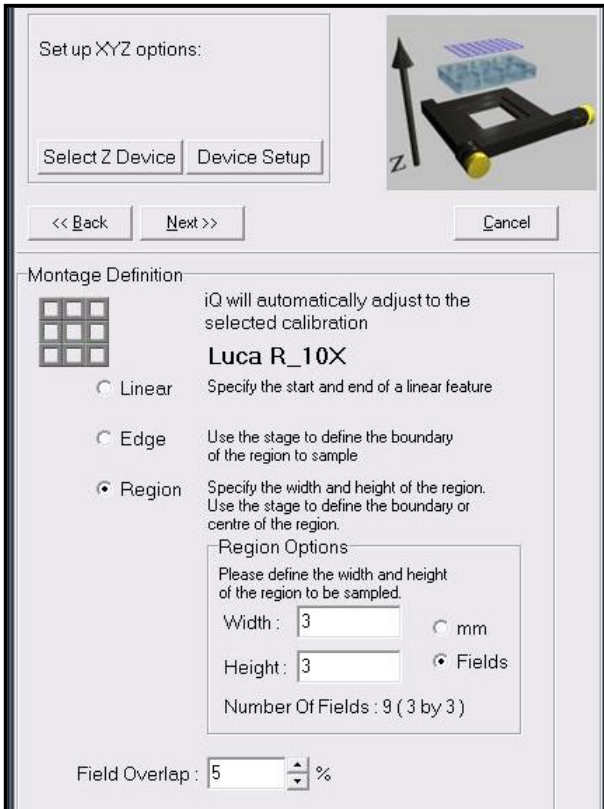 Set up XYZ options:
Select Z Device
Device Setup
Z
<< Back
Next >>
Cancel
Montage Definition
iQ will automatically adjust to the
selected calibration
Luca R_10X
Linear
Specify the start and end of a linear feature
Edge
Use the stage to define the boundary
of the region to sample
Region
Specify the width and height of the region.
Use the stage to define the boundary or
centre of the region.
Region Options
Please define the width and height
of the region to be sampled.
Width : 3
mm
Height : 3
Fields
Number Of Fields : 9 ( 3 by 3 )
Field Overlap : 5 %